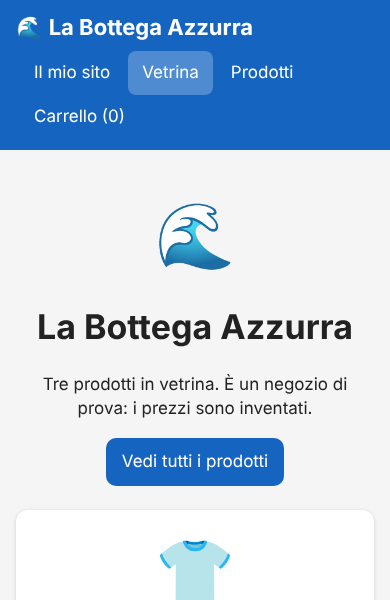 La Bottega Azzurra
Il mio sito Vetrina Prodotti
Carrello (0)
La Bottega Azzurra
Tre prodotti in vetrina. È un negozio di
prova: i prezzi sono inventati.
Vedi tutti i prodotti